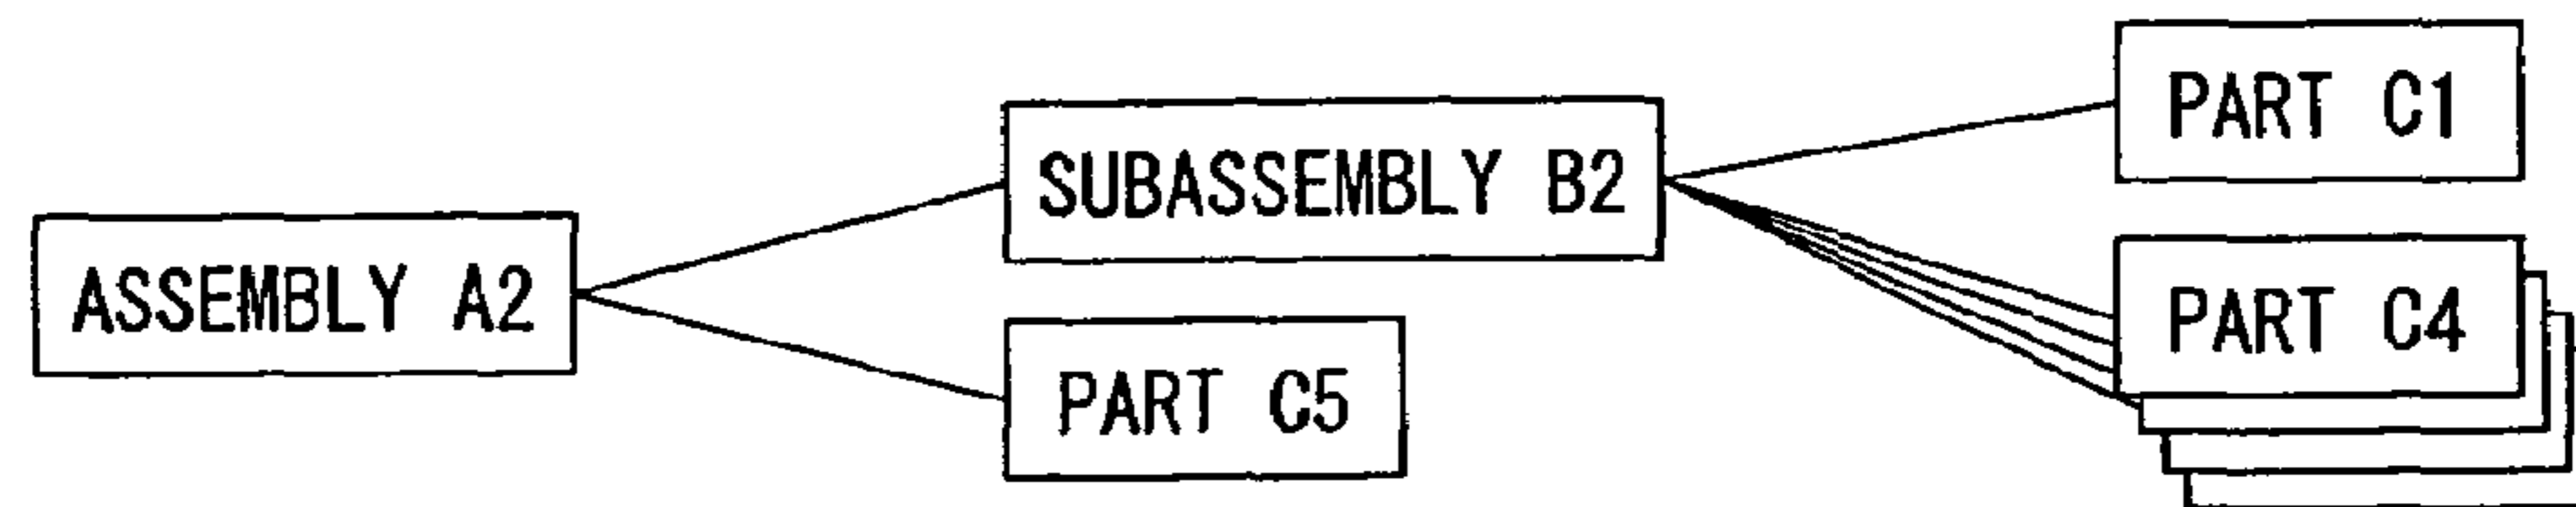 ASSEMBLY A2
SUBASSEMBLY B2
PART C5
PART C1
PART C4